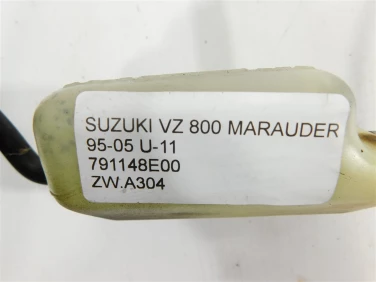 SUZUKI VZ 800 MARAUDER
95-05 U-11
791148E00
ZW.A304